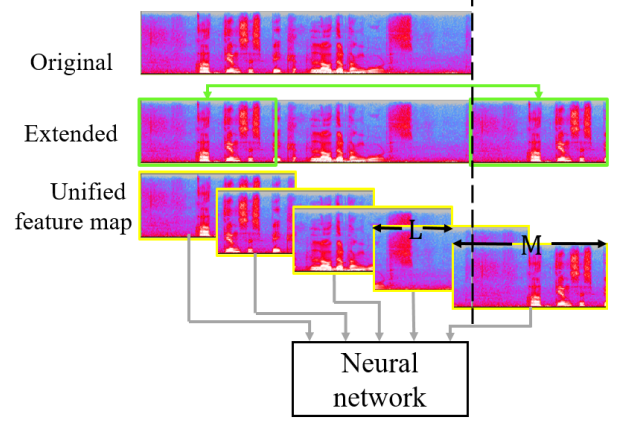 Original
Extended
Unified
feature map
L
M
Neural
network